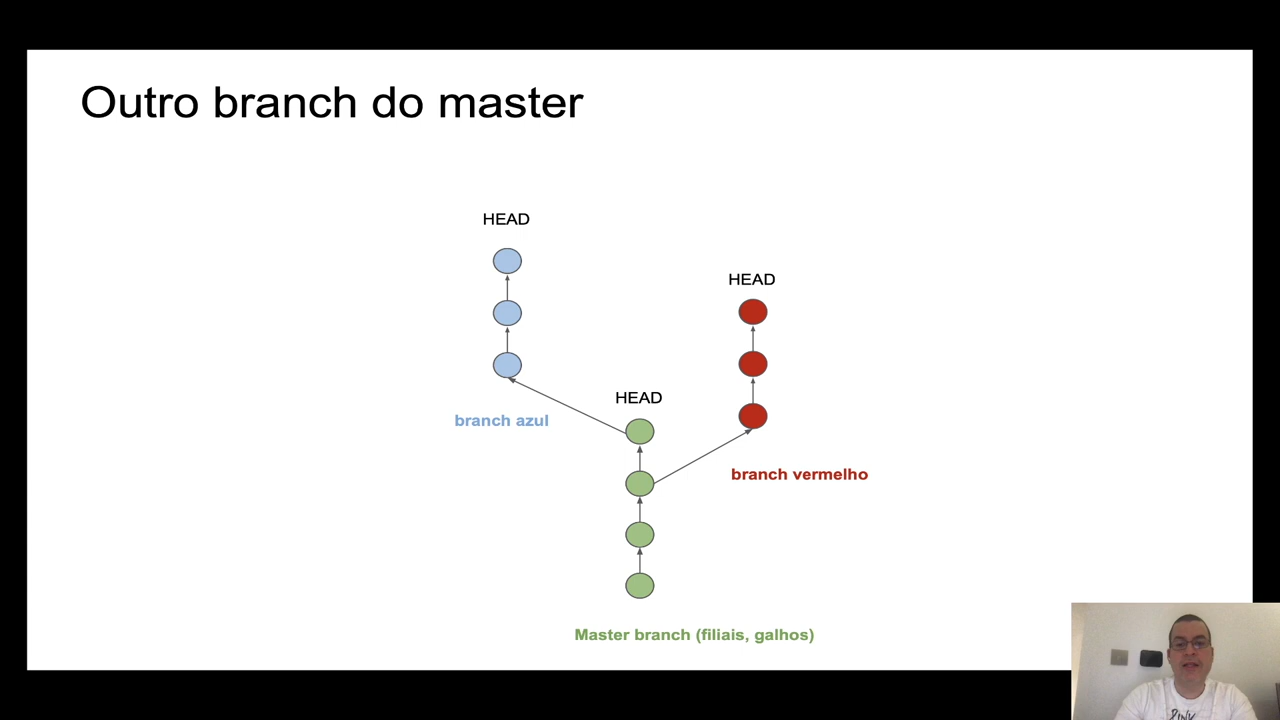 Outro branch do master
HEAD
HEAD
HEAD
branch azul
branch vermelho
Master branch (filiais, galhos)